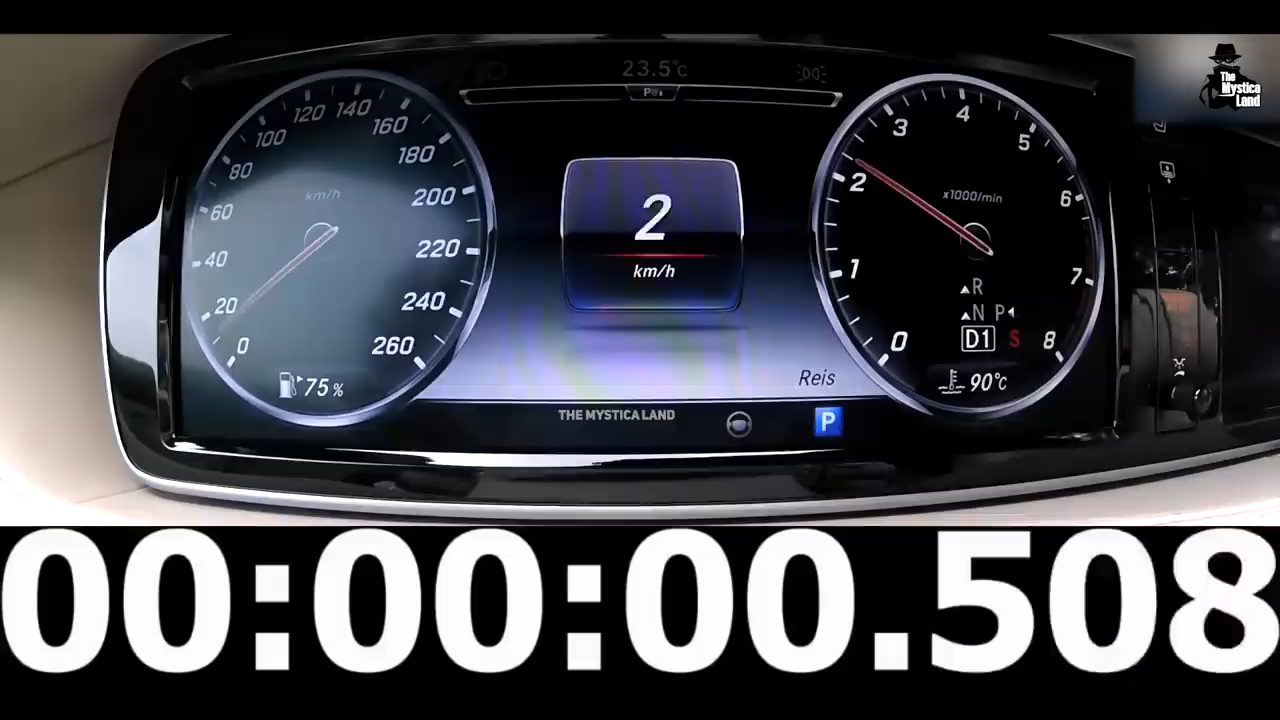 23.5°C
P
The
Mystica
Land
km/h
0
20
40
60
80
100
120
140
160
180
200
220
240
260
75 %
2
km/h
Reis
THE MYSTICA LAND
P
x1000/min
0
1
2
3
4
5
6
7
8
R
N P
D1 S
90°C
00:00:00.508